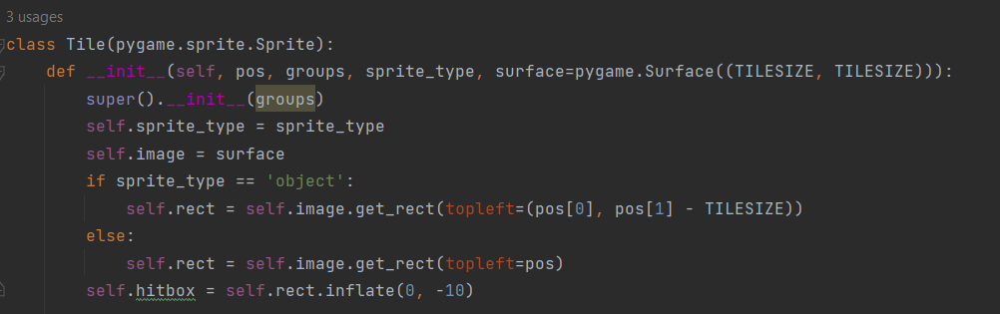 3 usages
class Tile(pygame.sprite.Sprite):
    def __init__(self, pos, groups, sprite_type, surface=pygame.Surface((TILESIZE, TILESIZE))):
        super().__init__(groups)
        self.sprite_type = sprite_type
        self.image = surface
        if sprite_type == 'object':
            self.rect = self.image.get_rect(topleft=(pos[0], pos[1] - TILESIZE))
        else:
            self.rect = self.image.get_rect(topleft=pos)
        self.hitbox = self.rect.inflate(0, -10)